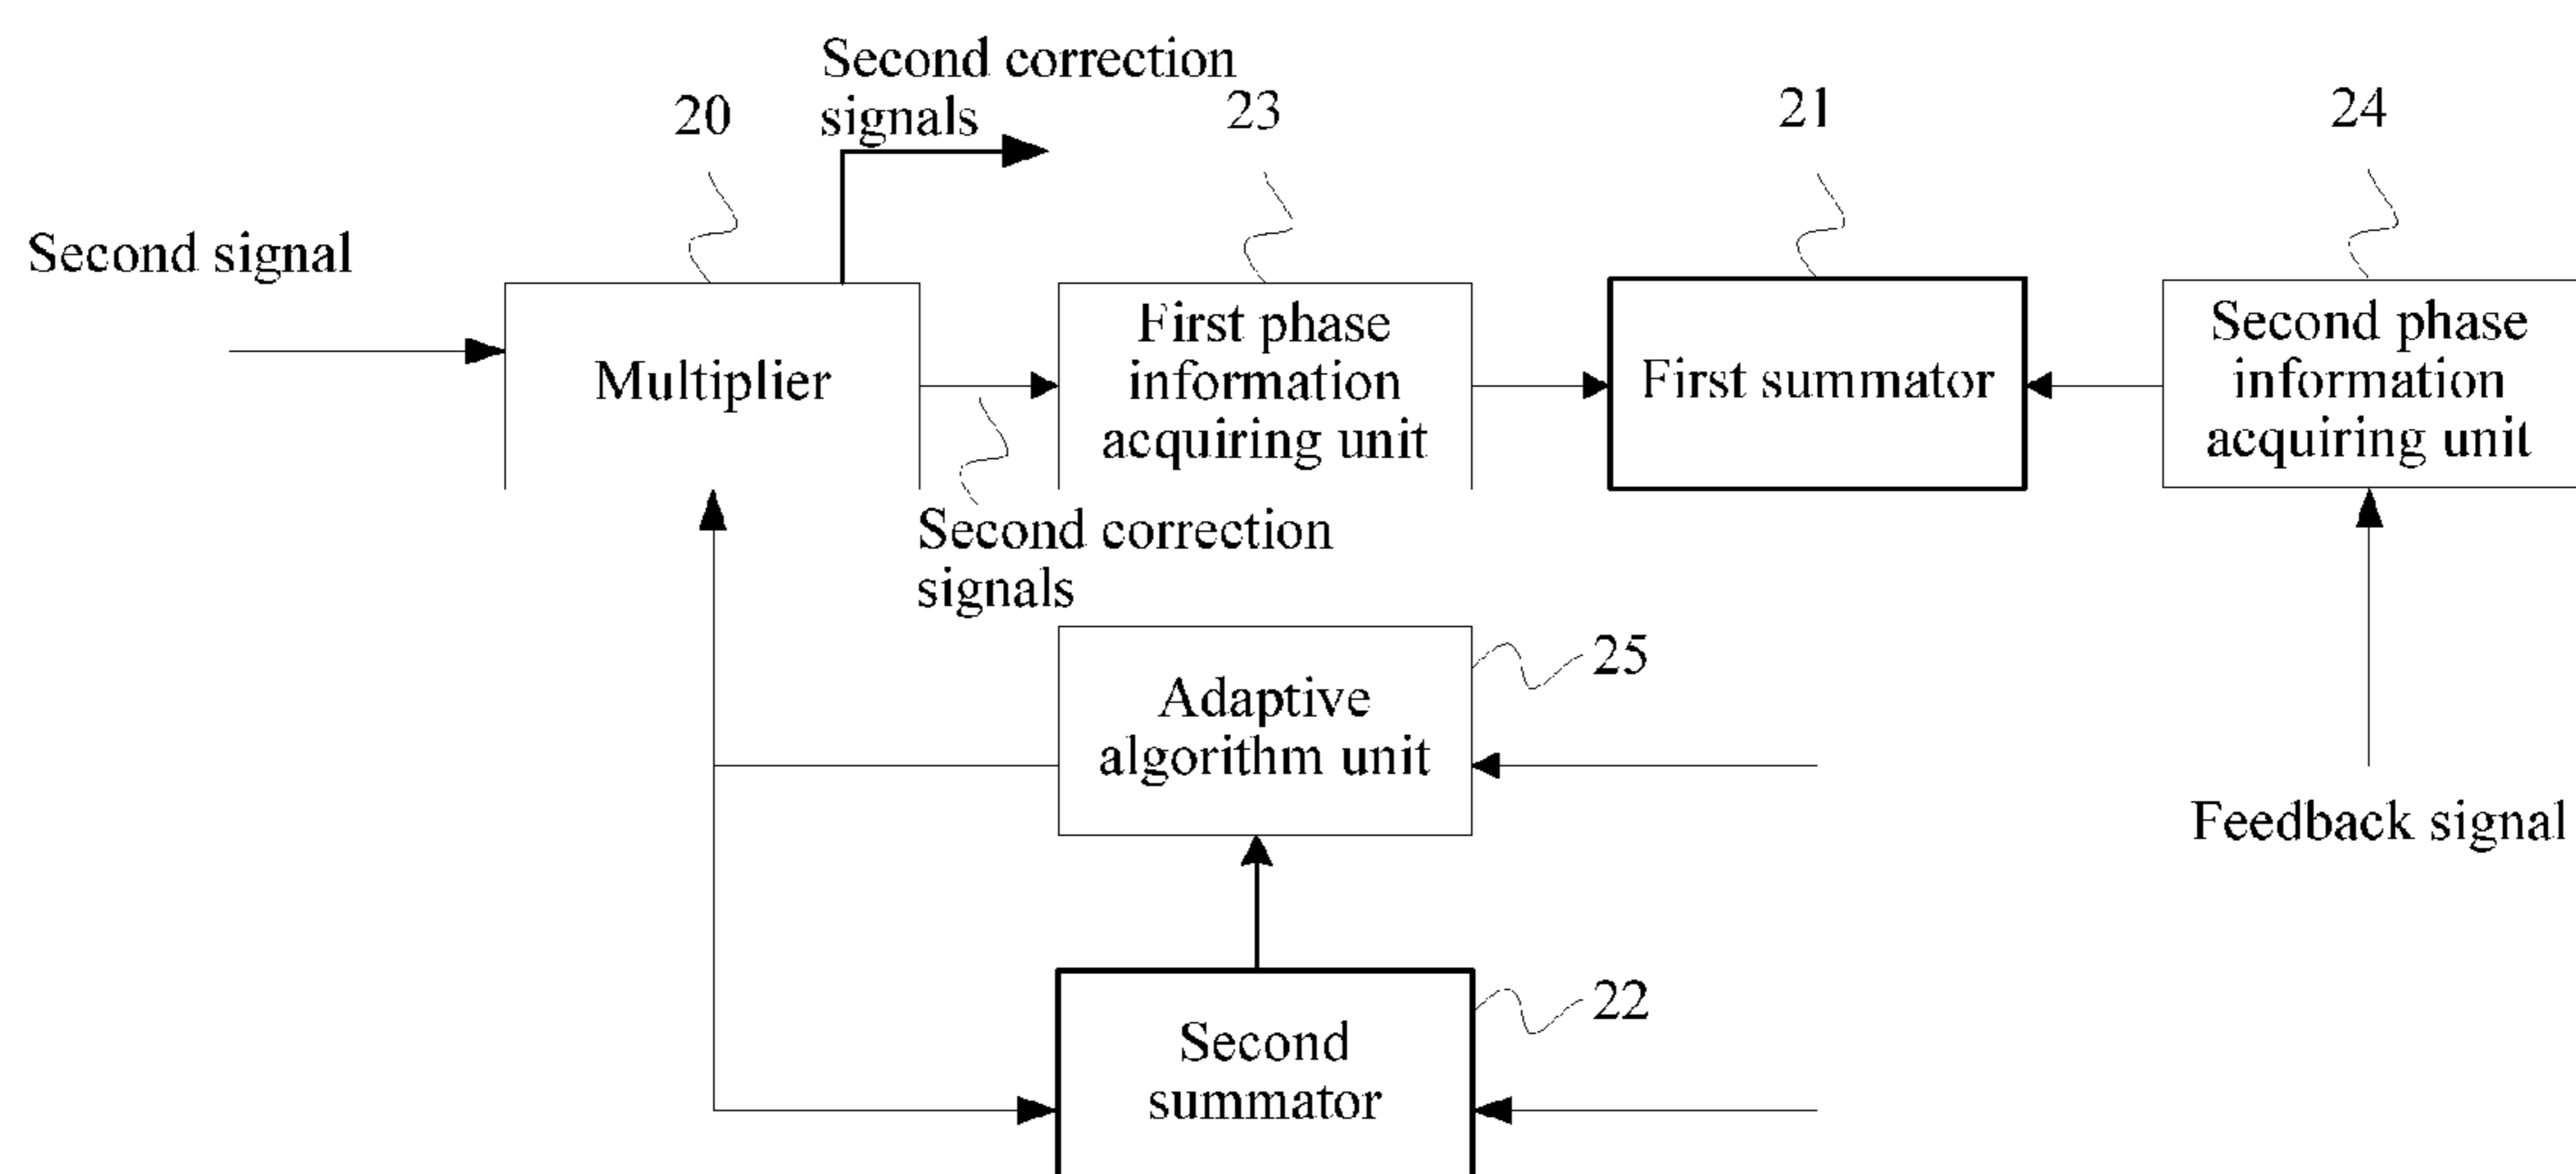 Second correction
signals
20
23
21
24
Second signal
Multiplier
First phase
information
acquiring unit
First summator
Second phase
information
acquiring unit
Second correction
signals
Adaptive
algorithm unit
25
Feedback signal
Second
summator
22